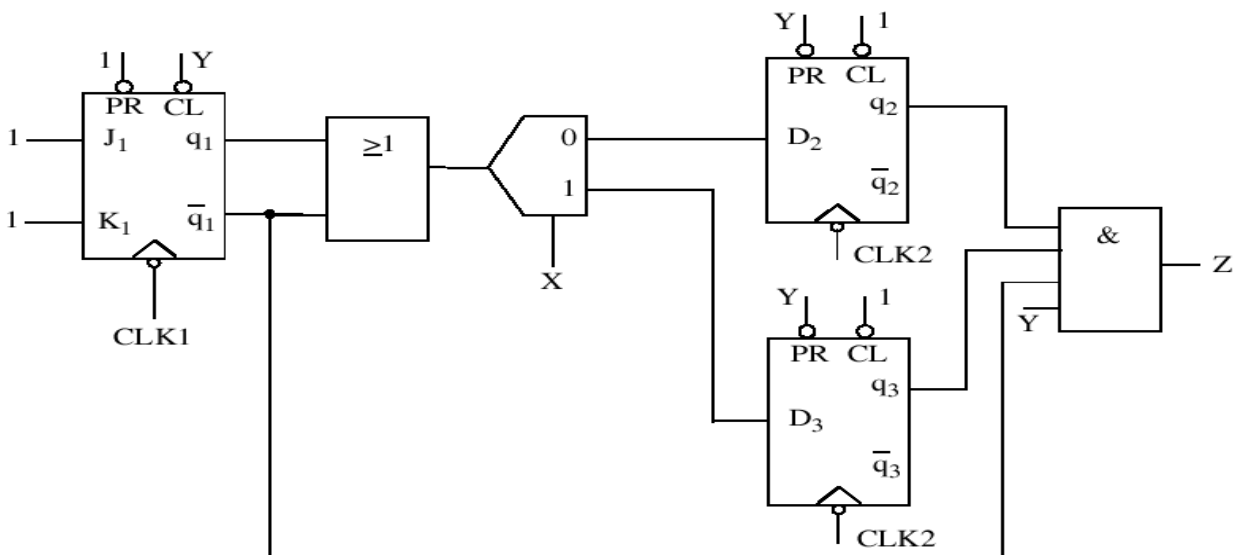 1 Y
PR CL
1 J₁ q₁
1 K₁ q̅₁
CLK1
≥1
0
1
X
Y 1
PR CL
q₂
D₂
q̅₂
CLK2
Y 1
PR CL
q₃
D₃
q̅₃
CLK2
&
Y
Z